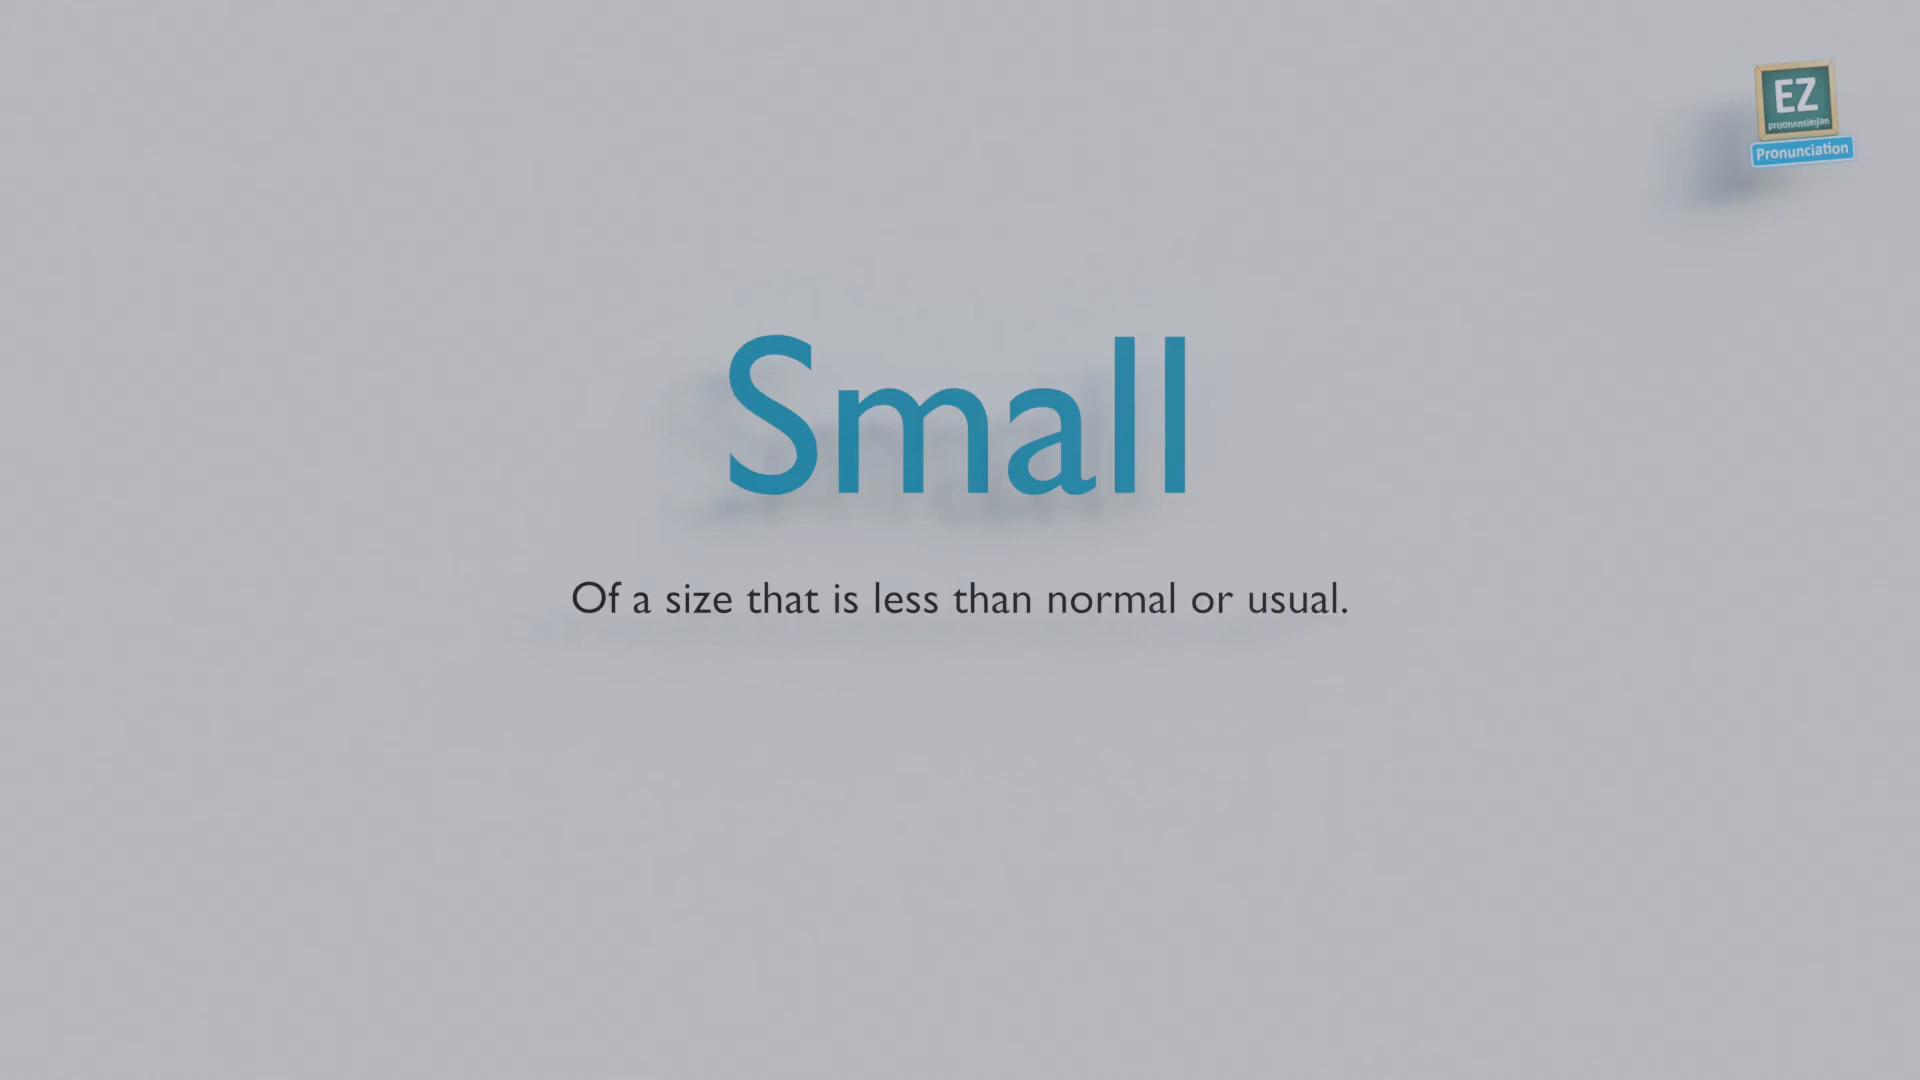 EZ
Pronunciation
Small
Of a size that is less than normal or usual.